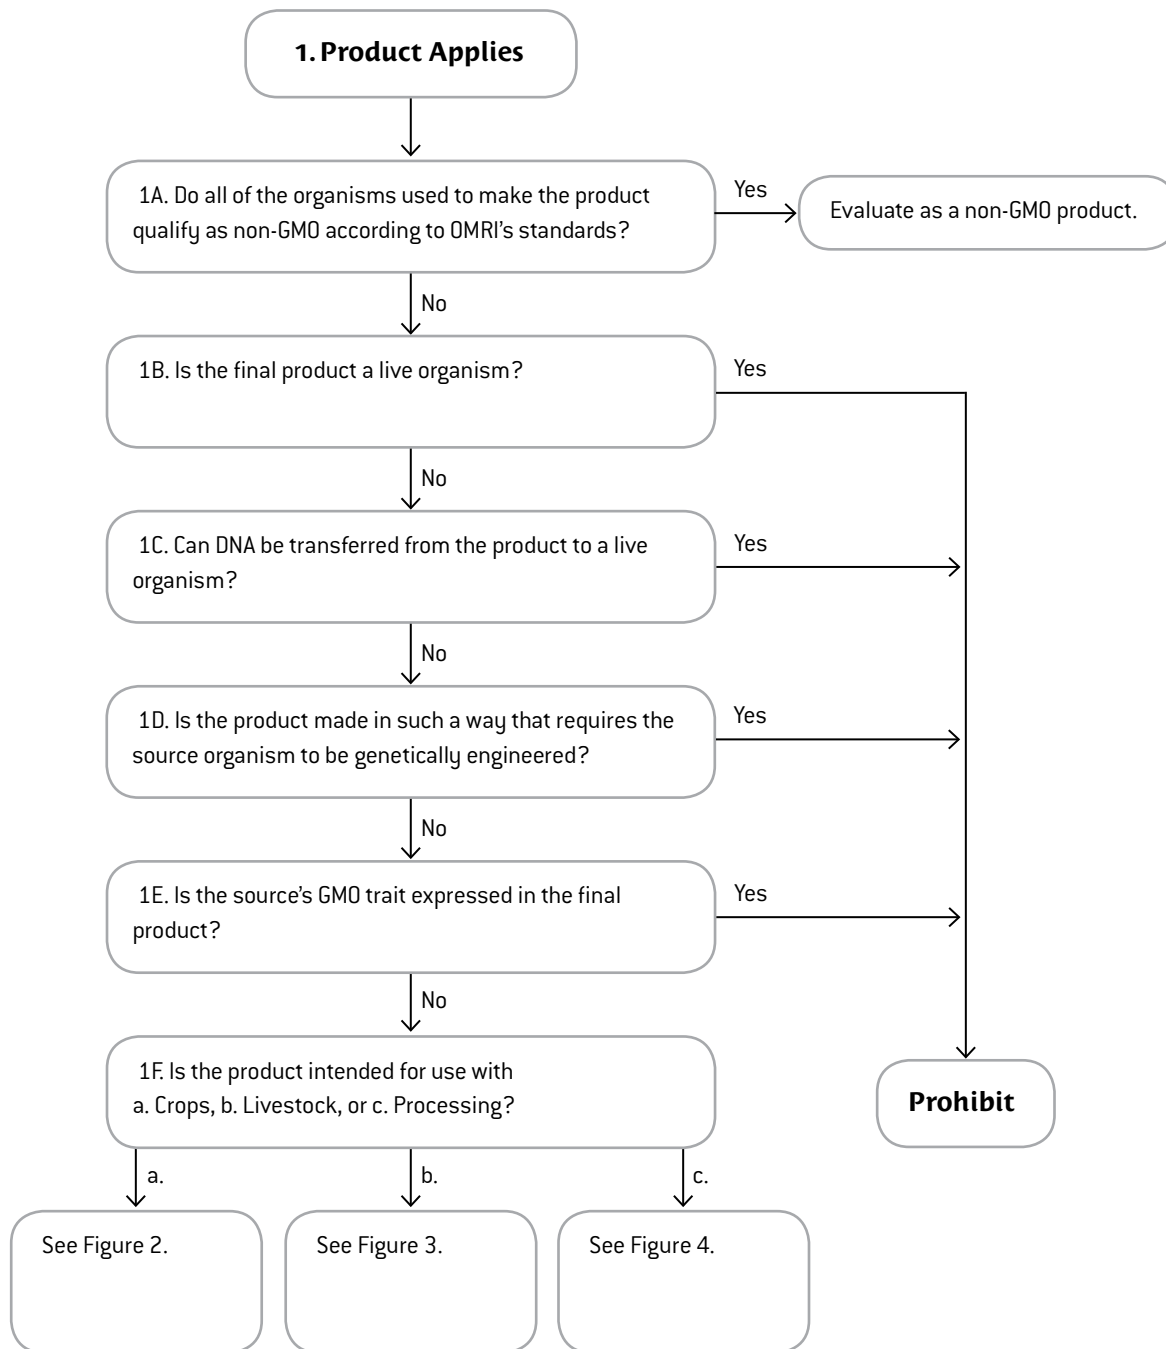 1. Product Applies
1A. Do all of the organisms used to make the product
qualify as non-GMO according to OMRI's standards?
Yes
Evaluate as a non-GMO product.
No
1B. Is the final product a live organism?
Yes
No
1C. Can DNA be transferred from the product to a live
organism?
Yes
No
1D. Is the product made in such a way that requires the
source organism to be genetically engineered?
Yes
No
1E. Is the source's GMO trait expressed in the final
product?
Yes
No
1F. Is the product intended for use with
a. Crops, b. Livestock, or c. Processing?
Prohibit
a.
b.
c.
See Figure 2.
See Figure 3.
See Figure 4.